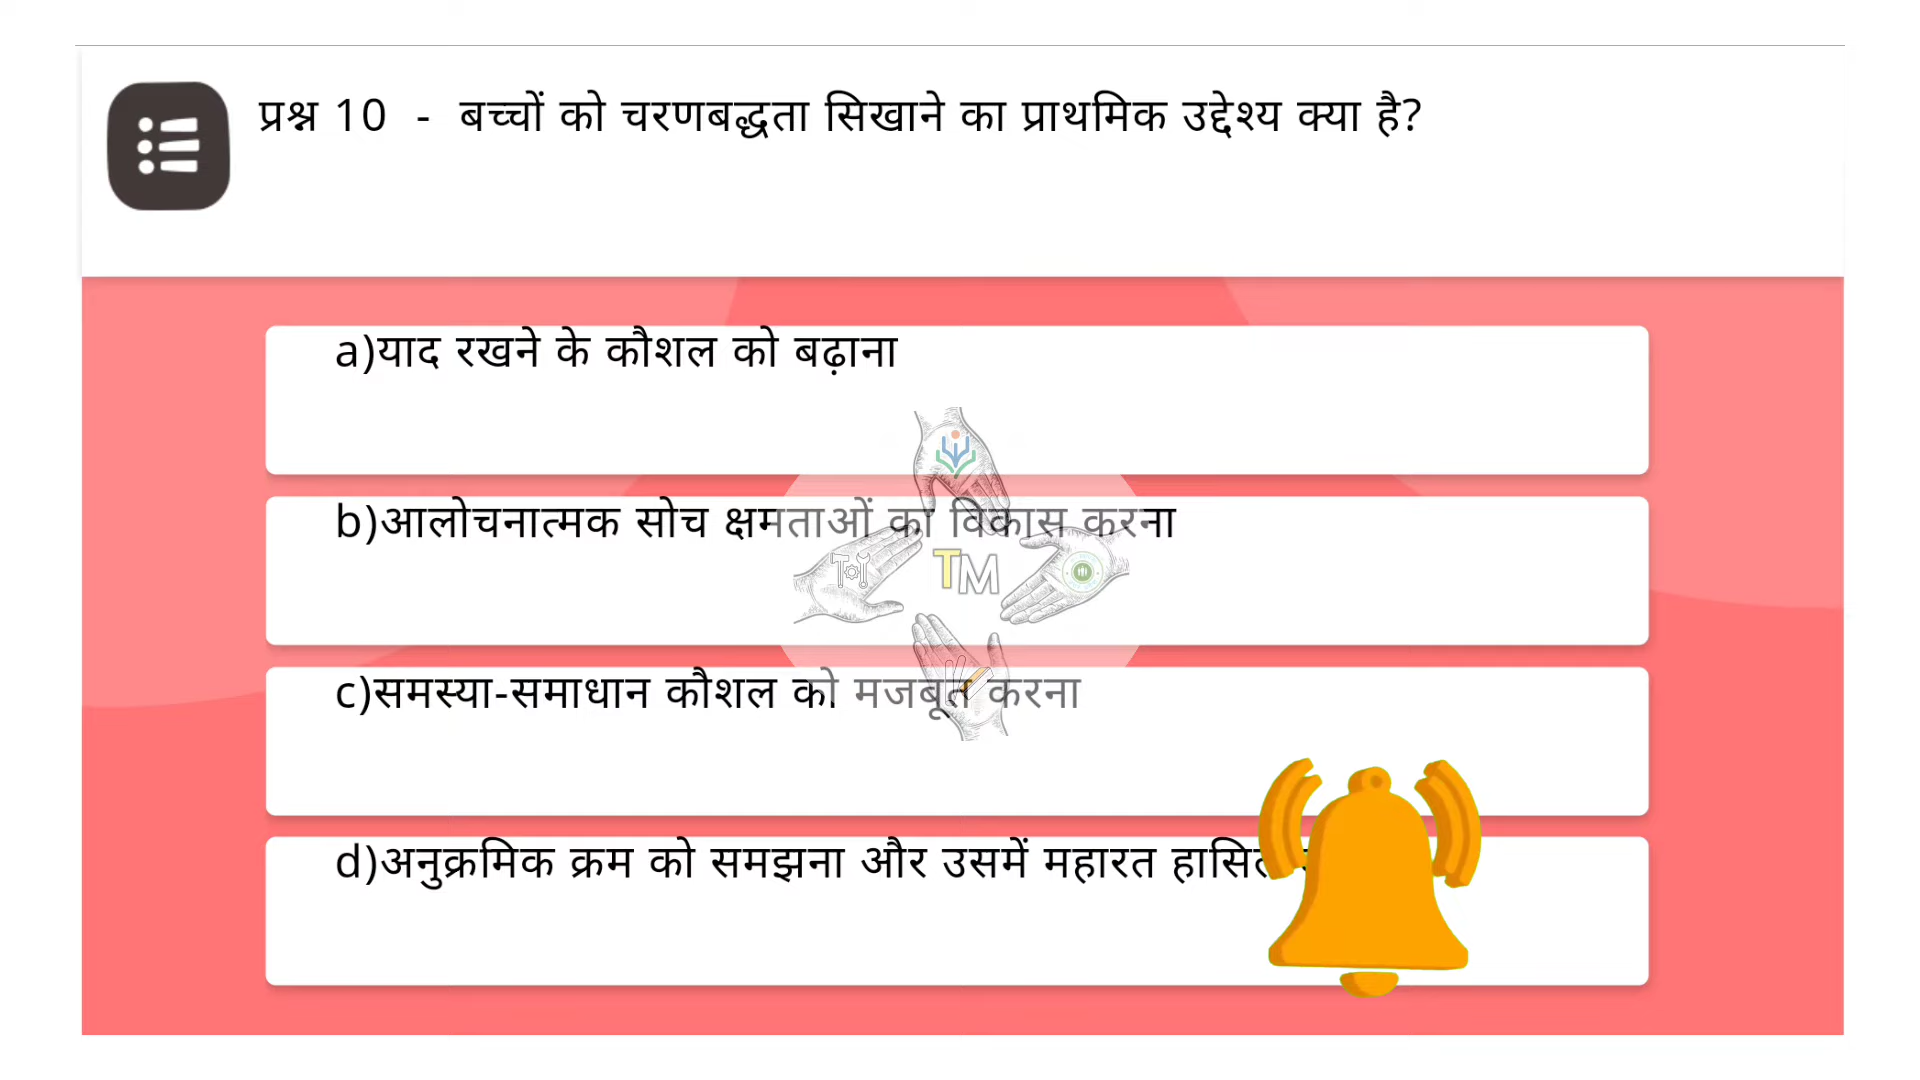 प्रश्न 10 - बच्चों को चरणबद्धता सिखाने का प्राथमिक उद्देश्य क्या है?
a)याद रखने के कौशल को बढ़ाना
b)आलोचनात्मक सोच क्षमताओं का विकास करना
TM
c)समस्या-समाधान कौशल को मजबूत करना
d)अनुक्रमिक क्रम को समझना और उसमें महारत